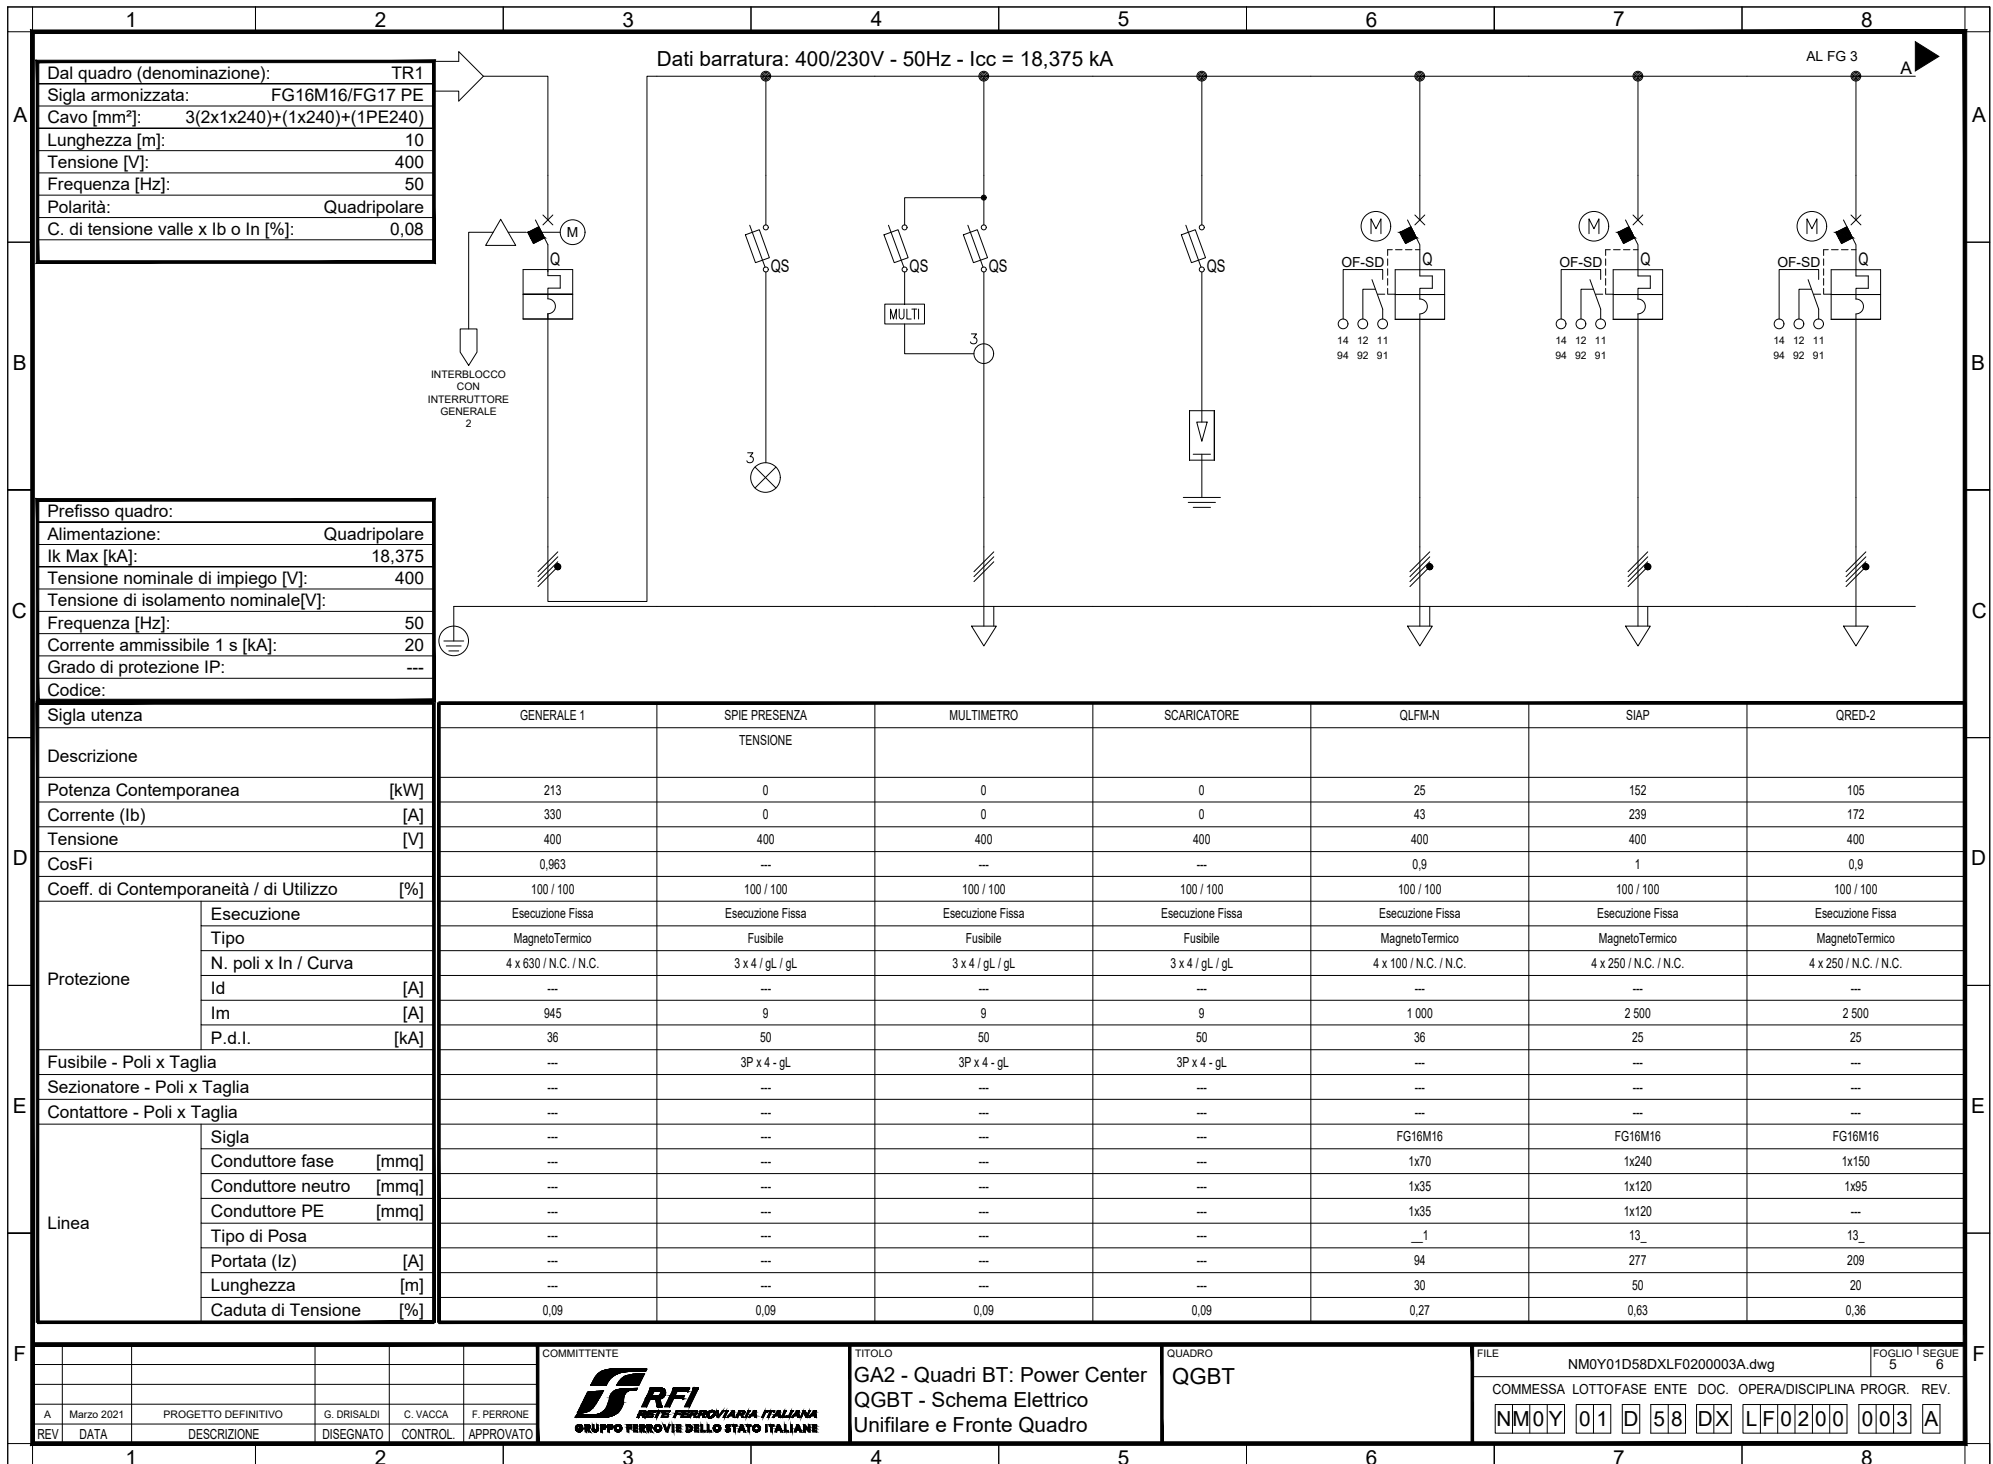 1 2 3 4 5 6 7 8
Dati barratura: 400/230V - 50Hz - Icc = 18,375 kA
AL FG 3
A
A
A
B
B
C
C
D
D
E
E
F
F
Dal quadro (denominazione): TR1
Sigla armonizzata: FG16M16/FG17 PE
Cavo [mm²]: 3(2x1x240)+(1x240)+(1PE240)
Lunghezza [m]: 10
Tensione [V]: 400
Frequenza [Hz]: 50
Polarità: Quadripolare
C. di tensione valle x Ib o In [%]: 0,08
M
Q
INTERBLOCCO
CON
INTERRUTTORE
GENERALE
2
QS
3
QS
QS
MULTI
3
QS
M
OF-SD
Q
14 12 11
94 92 91
M
OF-SD
Q
14 12 11
94 92 91
M
OF-SD
Q
14 12 11
94 92 91
Prefisso quadro:
Alimentazione: Quadripolare
Ik Max [kA]: 18,375
Tensione nominale di impiego [V]: 400
Tensione di isolamento nominale[V]:
Frequenza [Hz]: 50
Corrente ammissibile 1 s [kA]: 20
Grado di protezione IP: ---
Codice:
Sigla utenza GENERALE 1 SPIE PRESENZA MULTIMETRO SCARICATORE QLFM-N SIAP QRED-2
TENSIONE
Descrizione
Potenza Contemporanea [kW] 213 0 0 0 25 152 105
Corrente (Ib) [A] 330 0 0 0 43 239 172
Tensione [V] 400 400 400 400 400 400 400
CosFi 0,963 --- --- --- 0,9 1 0,9
Coeff. di Contemporaneità / di Utilizzo [%] 100 / 100 100 / 100 100 / 100 100 / 100 100 / 100 100 / 100 100 / 100
Protezione
Esecuzione Esecuzione Fissa Esecuzione Fissa Esecuzione Fissa Esecuzione Fissa Esecuzione Fissa Esecuzione Fissa Esecuzione Fissa
Tipo MagnetoTermico Fusibile Fusibile Fusibile MagnetoTermico MagnetoTermico MagnetoTermico
N. poli x In / Curva 4 x 630 / N.C. / N.C. 3 x 4 / gL / gL 3 x 4 / gL / gL 3 x 4 / gL / gL 4 x 100 / N.C. / N.C. 4 x 250 / N.C. / N.C. 4 x 250 / N.C. / N.C.
Id [A] --- --- --- --- --- --- ---
Im [A] 945 9 9 9 1 000 2 500 2 500
P.d.I. [kA] 36 50 50 50 36 25 25
Fusibile - Poli x Taglia --- 3P x 4 - gL 3P x 4 - gL 3P x 4 - gL --- --- ---
Sezionatore - Poli x Taglia --- --- --- --- --- --- ---
Contattore - Poli x Taglia --- --- --- --- --- --- ---
Linea
Sigla --- --- --- --- FG16M16 FG16M16 FG16M16
Conduttore fase [mmq] --- --- --- --- 1x70 1x240 1x150
Conduttore neutro [mmq] --- --- --- --- 1x35 1x120 1x95
Conduttore PE [mmq] --- --- --- --- 1x35 1x120 ---
Tipo di Posa --- --- --- --- __1 13_ 13_
Portata (Iz) [A] --- --- --- --- 94 277 209
Lunghezza [m] --- --- --- --- 30 50 20
Caduta di Tensione [%] 0,09 0,09 0,09 0,09 0,27 0,63 0,36
A Marzo 2021 PROGETTO DEFINITIVO G. DRISALDI C. VACCA F. PERRONE
REV DATA DESCRIZIONE DISEGNATO CONTROL. APPROVATO
COMMITTENTE
RFI
RETE FERROVIARIA ITALIANA
GRUPPO FERROVIE DELLO STATO ITALIANE
TITOLO
GA2 - Quadri BT: Power Center
QGBT - Schema Elettrico
Unifilare e Fronte Quadro
QUADRO
QGBT
FILE
NM0Y01D58DXLF0200003A.dwg
FOGLIO SEGUE
5 6
COMMESSA LOTTO FASE ENTE DOC. OPERA/DISCIPLINA PROGR. REV.
NM0Y 01 D 58 DX LF0200 003 A
1 2 3 4 5 6 7 8